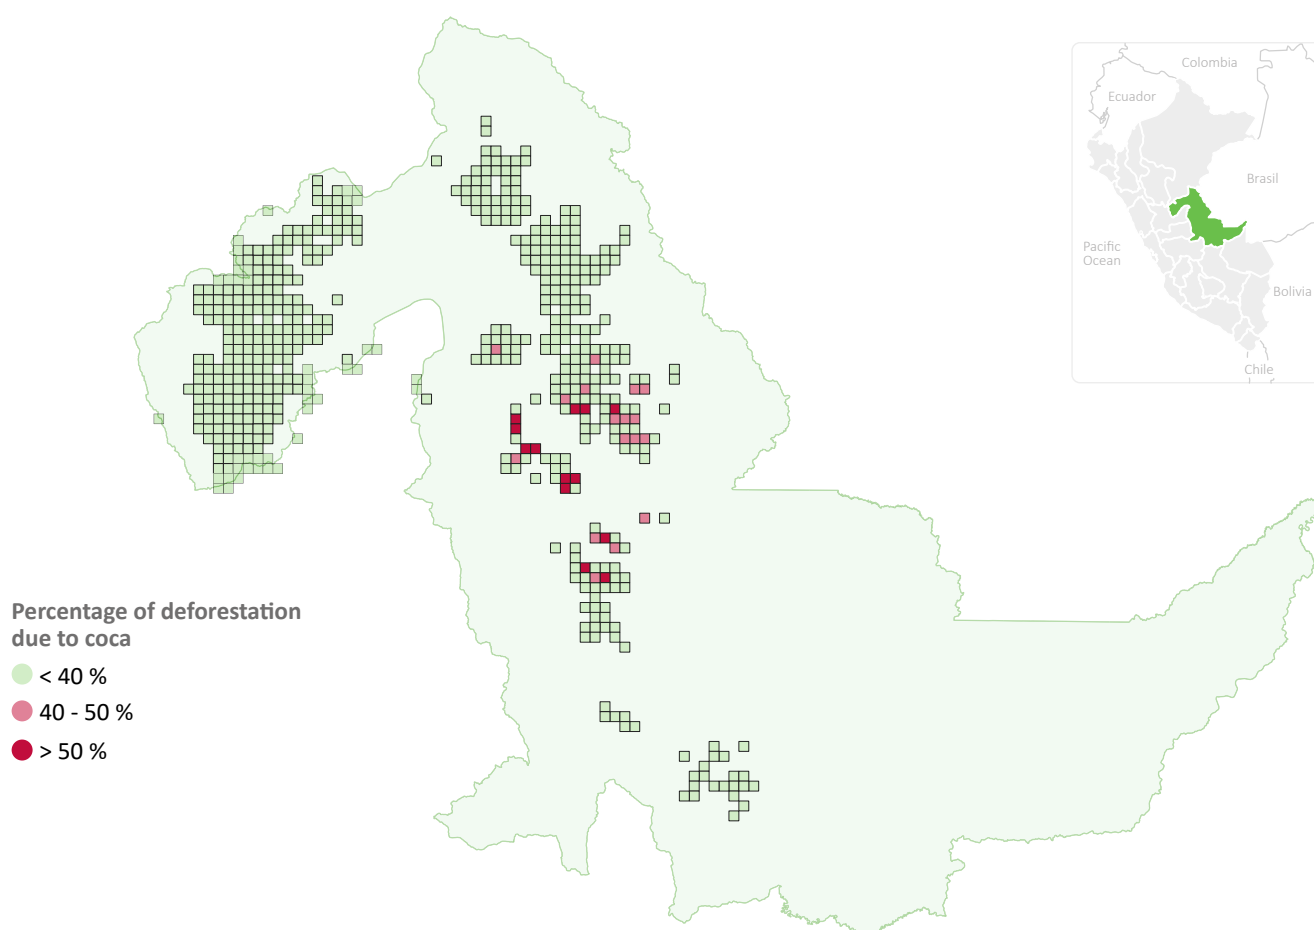 Colombia
Ecuador
Brasil
Pacific
Ocean
Bolivia
Chile
Percentage of deforestation
due to coca
< 40 %
40 - 50 %
> 50 %